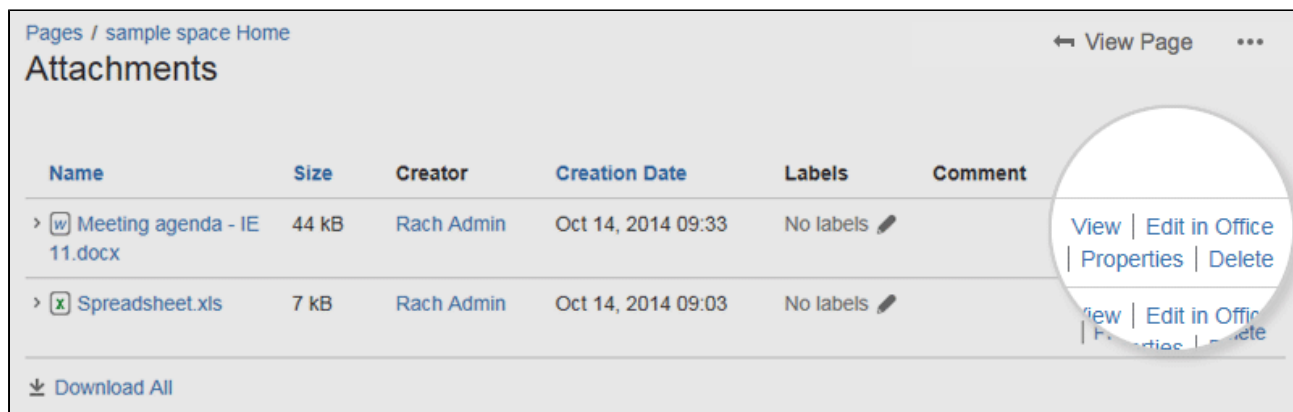 Pages / sample space Home
View Page
Attachments
Name Size Creator Creation Date Labels Comment
Meeting agenda - IE 44 kB Rach Admin Oct 14, 2014 09:33 No labels View | Edit in Office
11.docx | Properties | Delete
Spreadsheet.xls 7 kB Rach Admin Oct 14, 2014 09:03 No labels | Edit in
Download All